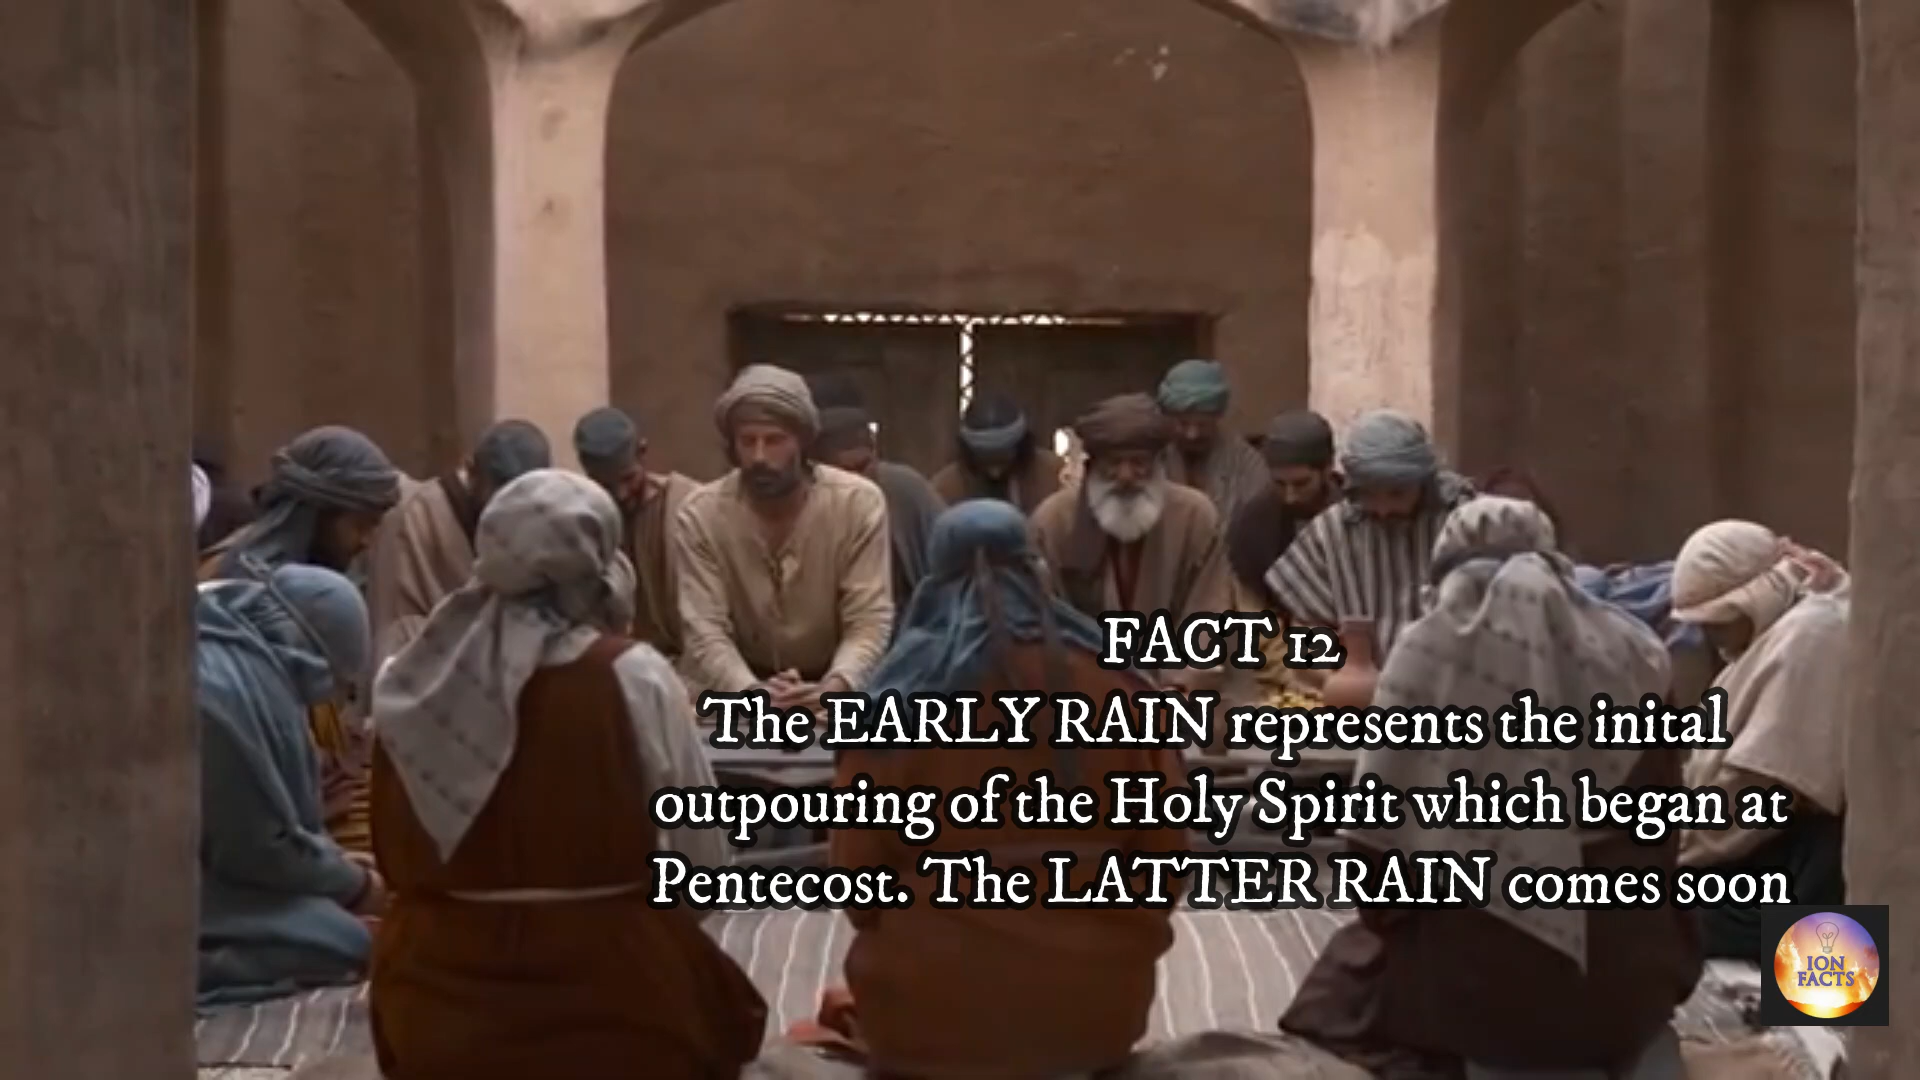 FACT 12
The EARLY RAIN represents the inital
outpouring of the Holy Spirit which began at
Pentecost. The LATTER RAIN comes soon
ION
FACTS